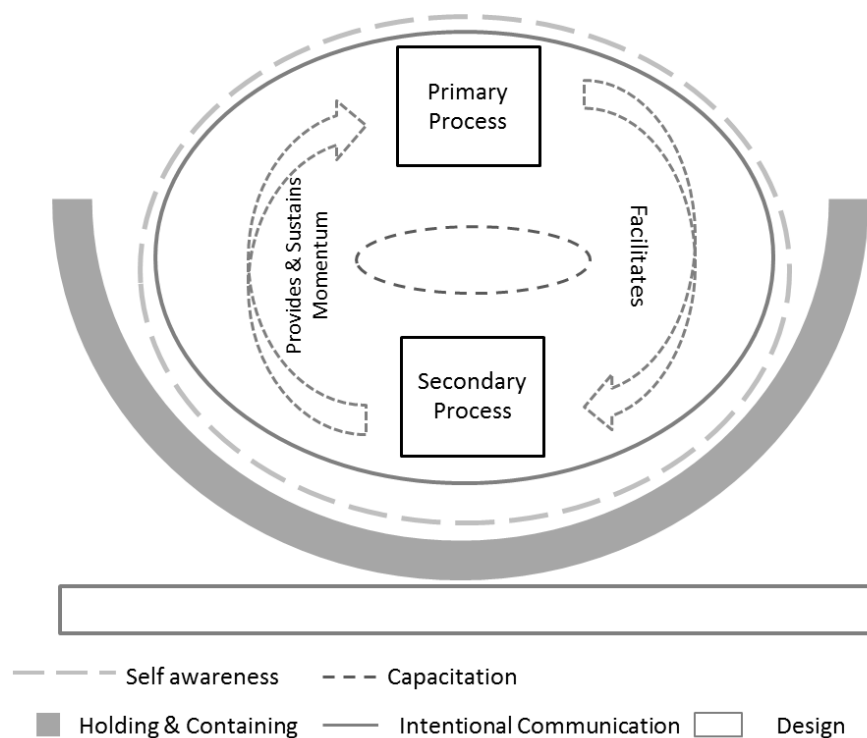 Primary
Process
Provides & Sustains
Momentum
Facilitates
Secondary
Process
Self awareness
Capacitation
Holding & Containing
Intentional Communication
Design